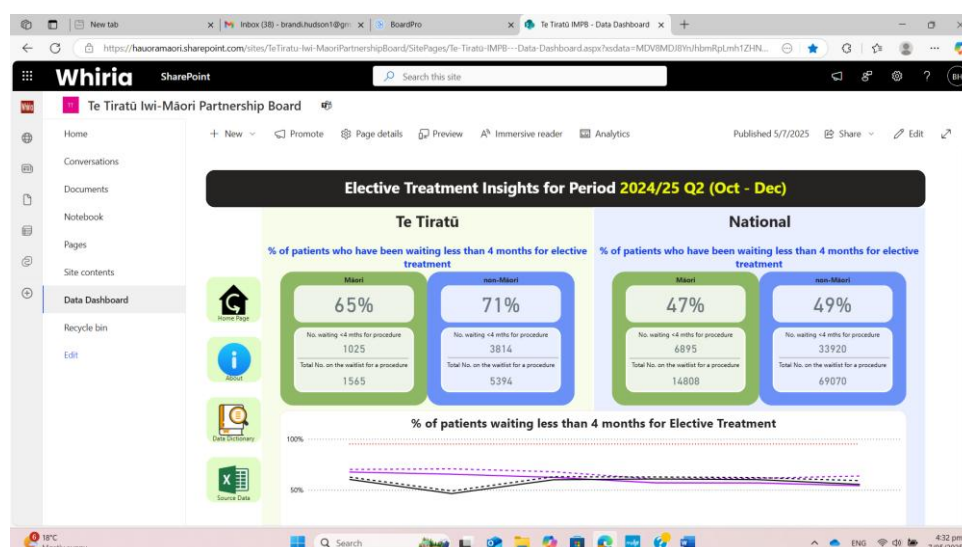 New tab
Inbox (38) - brandi.hudson1@gm
BoardPro
Te Tiratū IMPB - Data Dashboard
https://hauoramaori.sharepoint.com/sites/TeTiratu-Iwi-MaoriPartnershipBoard/SitePages/Te-Tiratū-IMPB---Data-Dashboard.aspx?
Whiria
SharePoint
Search this site
BH
Te Tiratū Iwi-Māori Partnership Board
Home
+ New
Promote
Page details
Preview
Immersive reader
Analytics
Published 5/7/2025
Share
Edit
Conversations
Documents
Notebook
Pages
Site contents
Data Dashboard
Recycle bin
Edit
Elective Treatment Insights for Period 2024/25 Q2 (Oct - Dec)
Te Tiratū
% of patients who have been waiting less than 4 months for elective
treatment
Māori
65%
No. waiting <4 mths for procedure
1025
Total No. on the waitlist for a procedure
1565
non-Māori
71%
No. waiting <4 mths for procedure
3814
Total No. on the waitlist for a procedure
5394
National
% of patients who have been waiting less than 4 months for elective
treatment
Māori
47%
No. waiting <4 mths for procedure
6895
Total No. on the waitlist for a procedure
14808
non-Māori
49%
No. waiting <4 mths for procedure
33920
Total No. on the waitlist for a procedure
69070
Home Page
About
Data Dictionary
Source Data
% of patients waiting less than 4 months for Elective Treatment
100%
50%
6
18°C
Search
ENG
4:32 pm